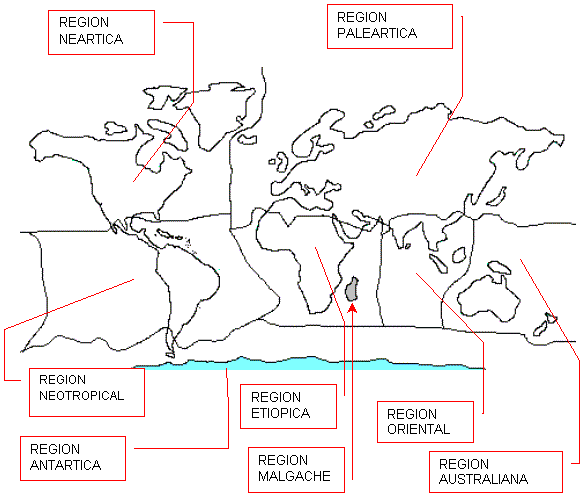 REGION
NEARTICA
REGION
PALEARTICA
REGION
NEOTROPICAL
REGION
ETIOPICA
REGION
ORIENTAL
REGION
ANTARTICA
REGION
MALGACHE
REGION
AUSTRALIANA